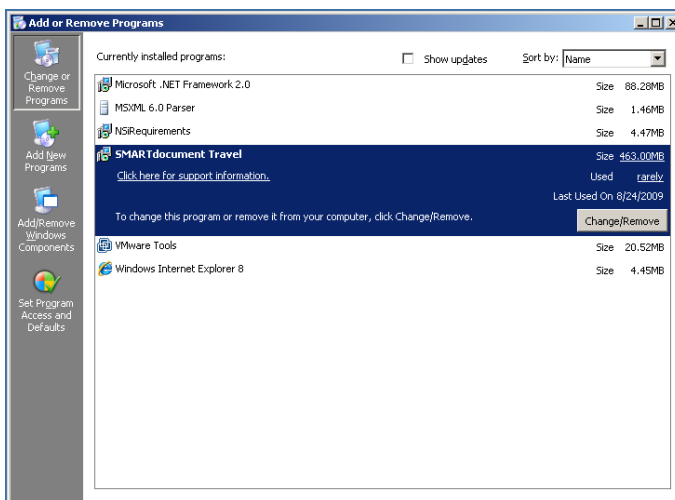 Add or Remove Programs
Change or
Remove
Programs
Add New
Programs
Add/Remove
Windows
Components
Set Program
Access and
Defaults
Currently installed programs:
Show updates
Sort by: Name
Microsoft .NET Framework 2.0 Size 88.28MB
MSXML 6.0 Parser Size 1.46MB
NSiRequirements Size 4.47MB
SMARTdocument Travel Size 463.00MB
Click here for support information. Used rarely
Last Used On 8/24/2009
To change this program or remove it from your computer, click Change/Remove. Change/Remove
VMware Tools Size 20.52MB
Windows Internet Explorer 8 Size 4.45MB